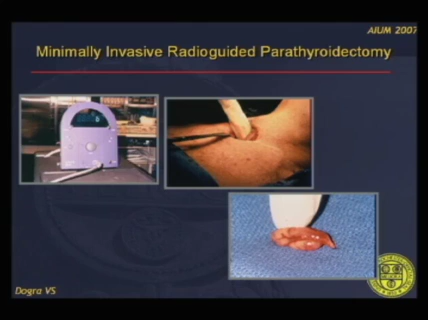 AIUM 2007
Minimally Invasive Radioguided Parathyroidectomy
Dogra VS